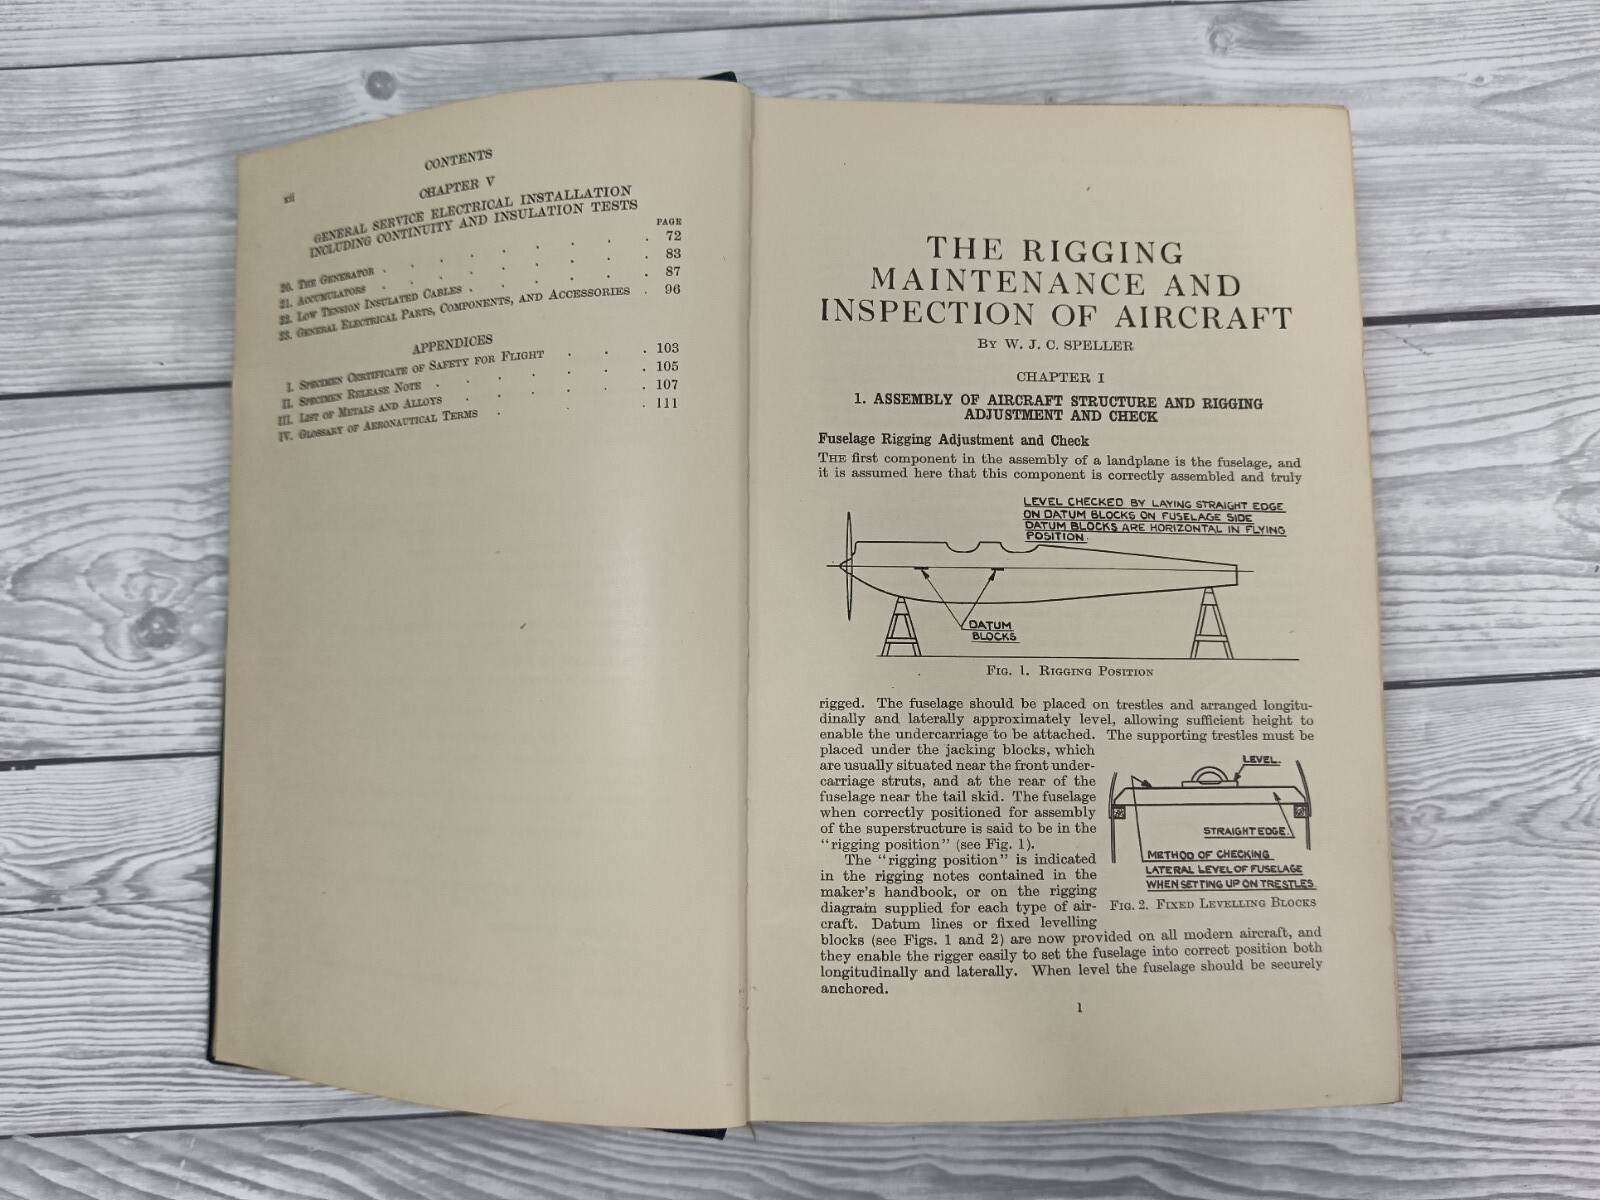 xii
CONTENTS
CHAPTER V
GENERAL SERVICE ELECTRICAL INSTALLATION
INCLUDING CONTINUITY AND INSULATION TESTS
PAGE
20. THE GENERATOR . . . . . . . 72
21. ACCUMULATORS . . . . . . . 83
22. LOW TENSION INSULATED CABLES . . . . . 87
23. GENERAL ELECTRICAL PARTS, COMPONENTS, AND ACCESSORIES . 96
APPENDICES
I. SPECIMEN CERTIFICATE OF SAFETY FOR FLIGHT . . . 103
II. SPECIMEN RELEASE NOTE . . . . . . 105
III. LIST OF METALS AND ALLOYS . . . . . 107
IV. GLOSSARY OF AERONAUTICAL TERMS . . . 111
THE RIGGING
MAINTENANCE AND
INSPECTION OF AIRCRAFT
BY W. J. C. SPELLER
CHAPTER I
1. ASSEMBLY OF AIRCRAFT STRUCTURE AND RIGGING
ADJUSTMENT AND CHECK
Fuselage Rigging Adjustment and Check
THE first component in the assembly of a landplane is the fuselage, and
it is assumed here that this component is correctly assembled and truly
LEVEL CHECKED BY LAYING STRAIGHT EDGE
ON DATUM BLOCKS ON FUSELAGE SIDE
DATUM BLOCKS ARE HORIZONTAL IN FLYING
POSITION.
DATUM
BLOCKS
FIG. 1. RIGGING POSITION
rigged. The fuselage should be placed on trestles and arranged longitu-
dinally and laterally approximately level, allowing sufficient height to
enable the undercarriage to be attached. The supporting trestles must be
placed under the jacking blocks, which
are usually situated near the front under-
carriage struts, and at the rear of the
fuselage near the tail skid. The fuselage
when correctly positioned for assembly
of the superstructure is said to be in the
"rigging position" (see Fig. 1).
The "rigging position" is indicated
in the rigging notes contained in the
maker's handbook, or on the rigging
diagram supplied for each type of air-
craft. Datum lines or fixed levelling
LEVEL.
STRAIGHT EDGE.
METHOD OF CHECKING
LATERAL LEVEL OF FUSELAGE
WHEN SETTING UP ON TRESTLES
FIG. 2. FIXED LEVELLING BLOCKS
blocks (see Figs. 1 and 2) are now provided on all modern aircraft, and
they enable the rigger easily to set the fuselage into correct position both
longitudinally and laterally. When level the fuselage should be securely
anchored.
1